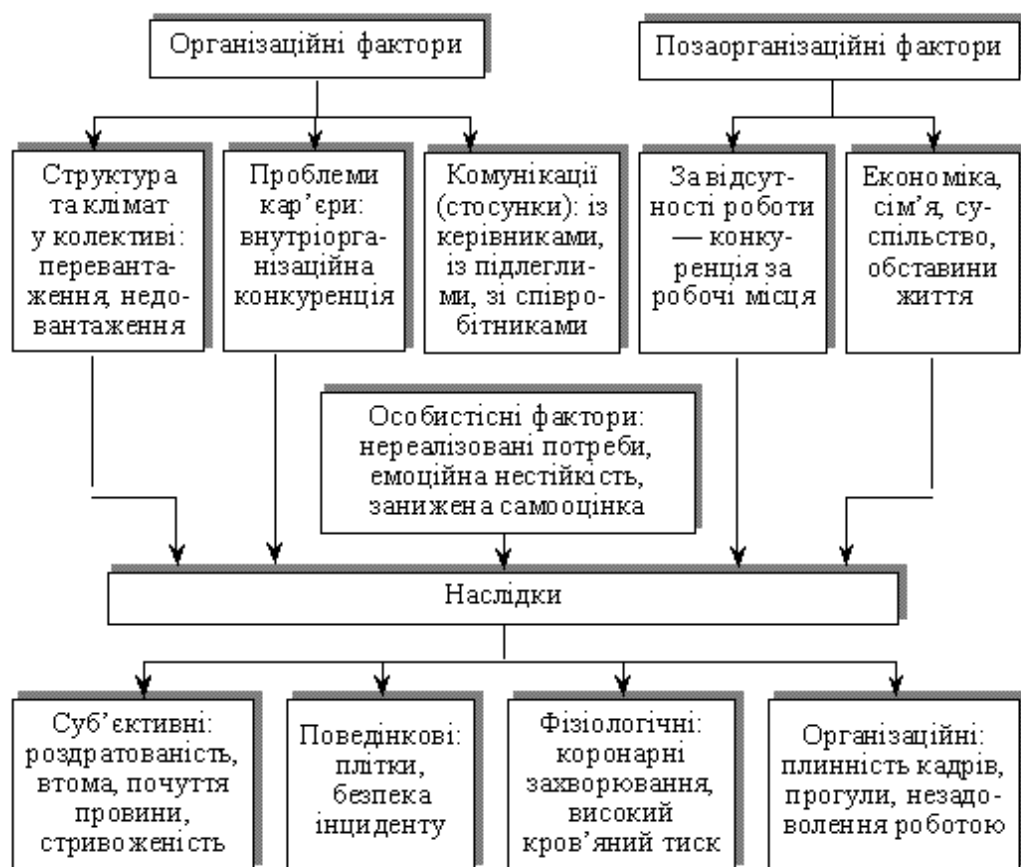 Організаційні фактори
Позаорганізаційні фактори
Структура
та клімат
у колективі:
перевanta-
ження, недо-
вантаження
Проблеми
кар’єри:
внутріорга-
нізаційна
конкуренція
Комунікації
(стосунки): із
керівниками,
із підлегли-
ми, зі співро-
бітниками
За відсут-
ності роботи
— конку-
ренція за
робочі місця
Економіка,
сім’я, су-
спільство,
обставини
життя
Особистісні фактори:
нереалізовані потреби,
емоційна нестійкість,
занижена самооцінка
Наслідки
Суб’єктивні:
роздратованість,
втома, почуття
провини,
стривоженість
Поведінкові:
плітки,
безпека
інциденту
Фізіологічні:
коронарні
захворювання,
високий
кров’яний тиск
Організаційні:
плинність кадрів,
прогули, незадо-
волення роботою